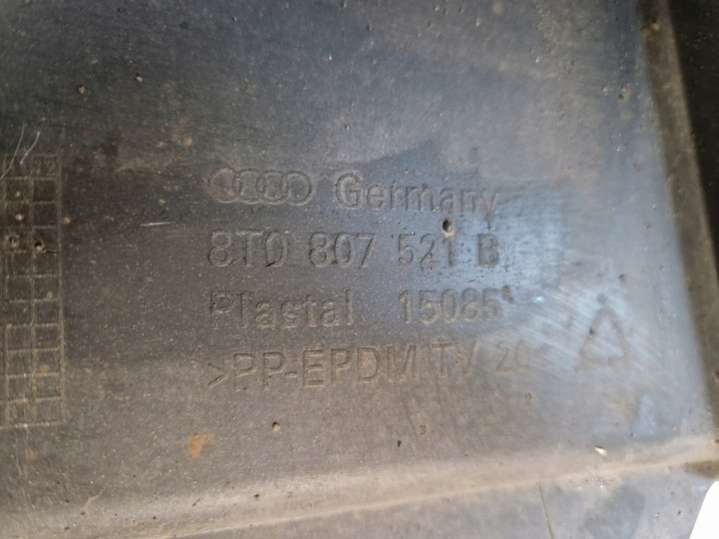 Germany
8T0 807 521 B
Plastal 15085
>PP-EPDM TV 20